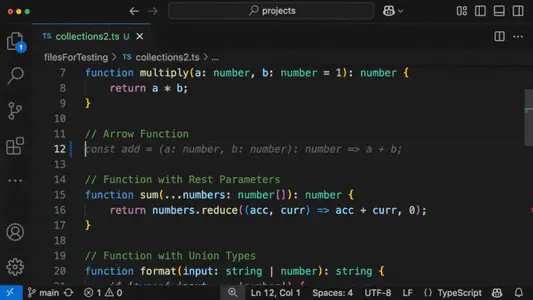 projects
collections2.ts U
filesForTesting > collections2.ts > ...
7 function multiply(a: number, b: number = 1): number {
8 return a * b;
9 }
10
11 // Arrow Function
12 const add = (a: number, b: number): number => a + b;
13
14 // Function with Rest Parameters
15 function sum(...numbers: number[]): number {
16 return numbers.reduce((acc, curr) => acc + curr, 0);
17 }
18
19 // Function with Union Types
20 function format(input: string | number): string {
21
1
main 1 0 Ln 12, Col 1 Spaces: 4 UTF-8 LF {} TypeScript